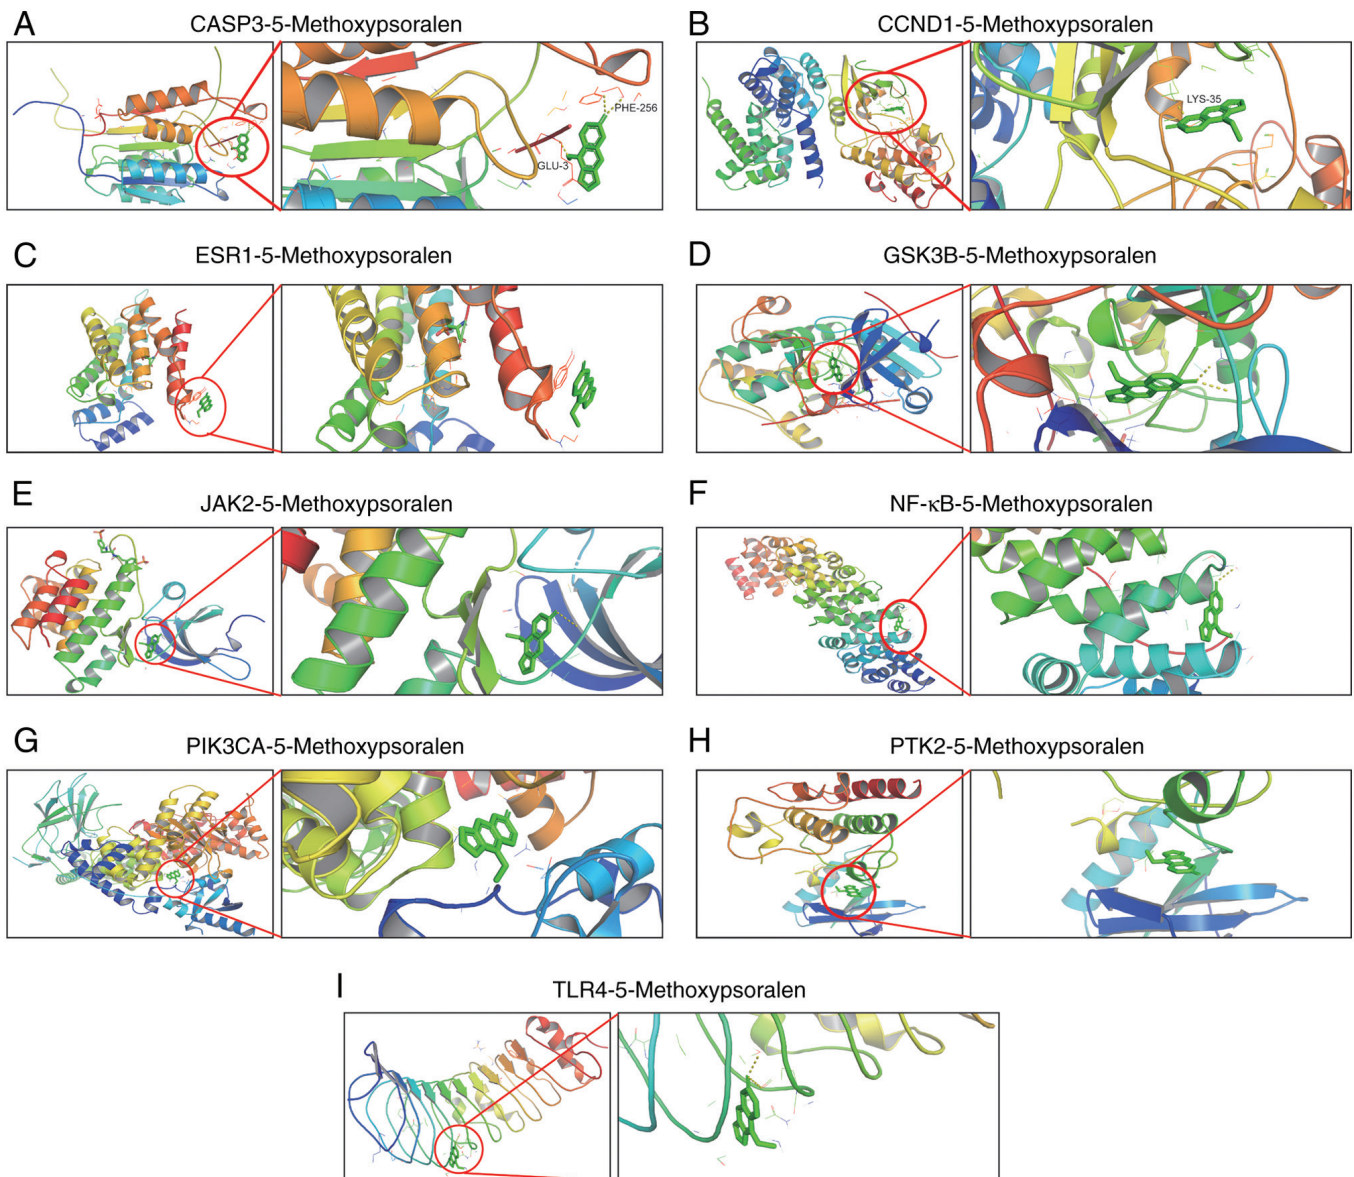 A
CASP3-5-Methoxypsoralen
PHE-256
GLU-3
B
CCND1-5-Methoxypsoralen
LYS-35
C
ESR1-5-Methoxypsoralen
D
GSK3B-5-Methoxypsoralen
E
JAK2-5-Methoxypsoralen
F
NF-κB-5-Methoxypsoralen
G
PIK3CA-5-Methoxypsoralen
H
PTK2-5-Methoxypsoralen
I
TLR4-5-Methoxypsoralen